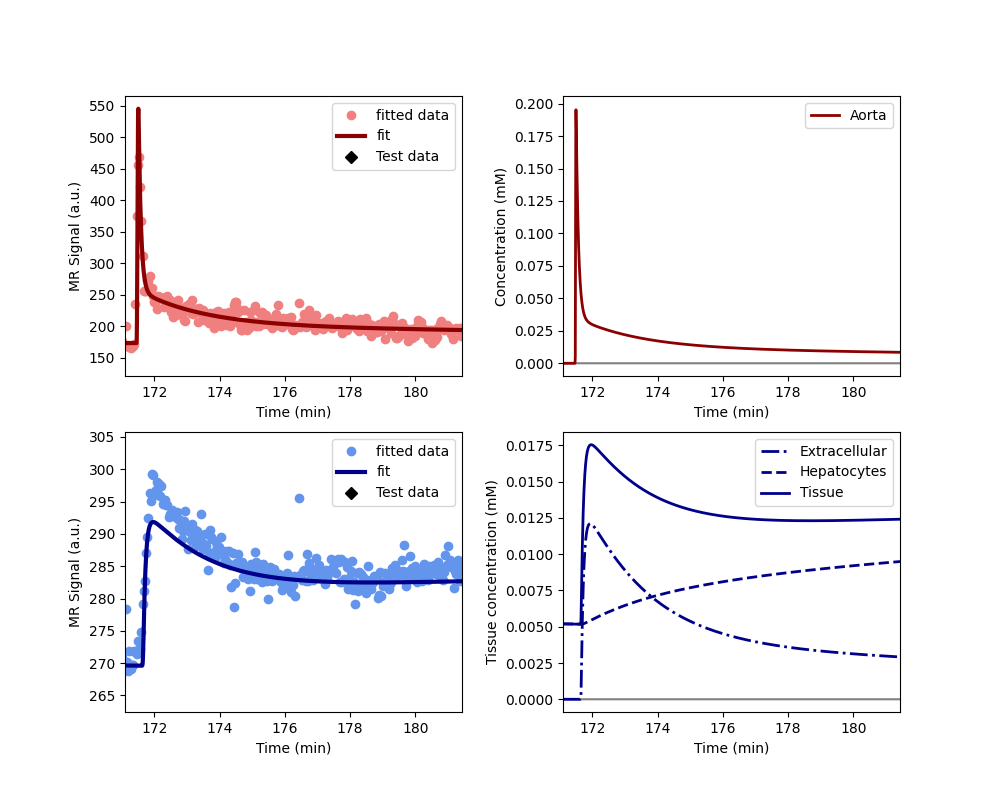 550
500
450
400
350
300
250
200
150
MR Signal (a.u.)
172 174 176 178 180
Time (min)
fitted data
fit
Test data
0.200
0.175
0.150
0.125
0.100
0.075
0.050
0.025
0.000
Concentration (mM)
172 174 176 178 180
Time (min)
Aorta
305
300
295
290
285
280
275
270
265
MR Signal (a.u.)
172 174 176 178 180
Time (min)
fitted data
fit
Test data
0.0175
0.0150
0.0125
0.0100
0.0075
0.0050
0.0025
0.0000
Tissue concentration (mM)
172 174 176 178 180
Time (min)
Extracellular
Hepatocytes
Tissue